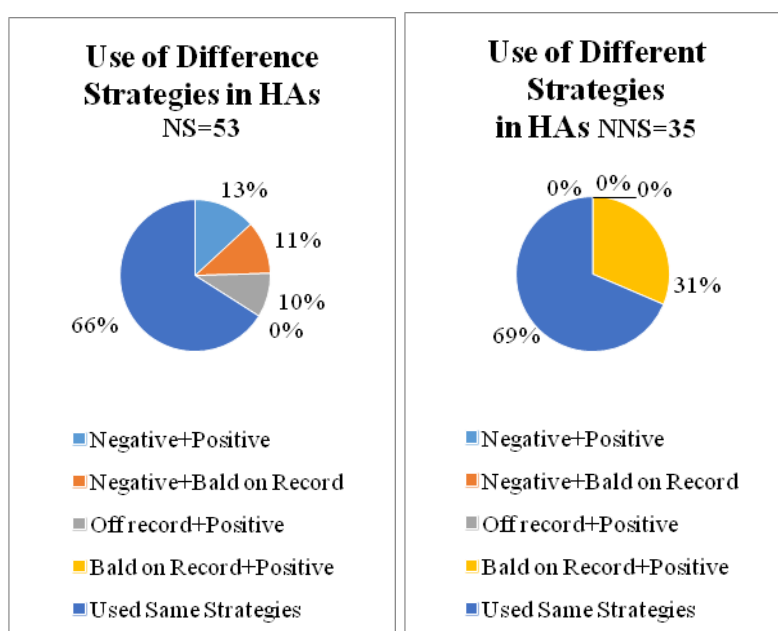 Use of Difference
Strategies in HAs
NS=53
13%
11%
10%
0%
66%
Negative+Positive
Negative+Bald on Record
Off record+Positive
Bald on Record+Positive
Used Same Strategies
Use of Different
Strategies
in HAs NNS=35
0%
0%
0%
31%
69%
Negative+Positive
Negative+Bald on Record
Off record+Positive
Bald on Record+Positive
Used Same Strategies